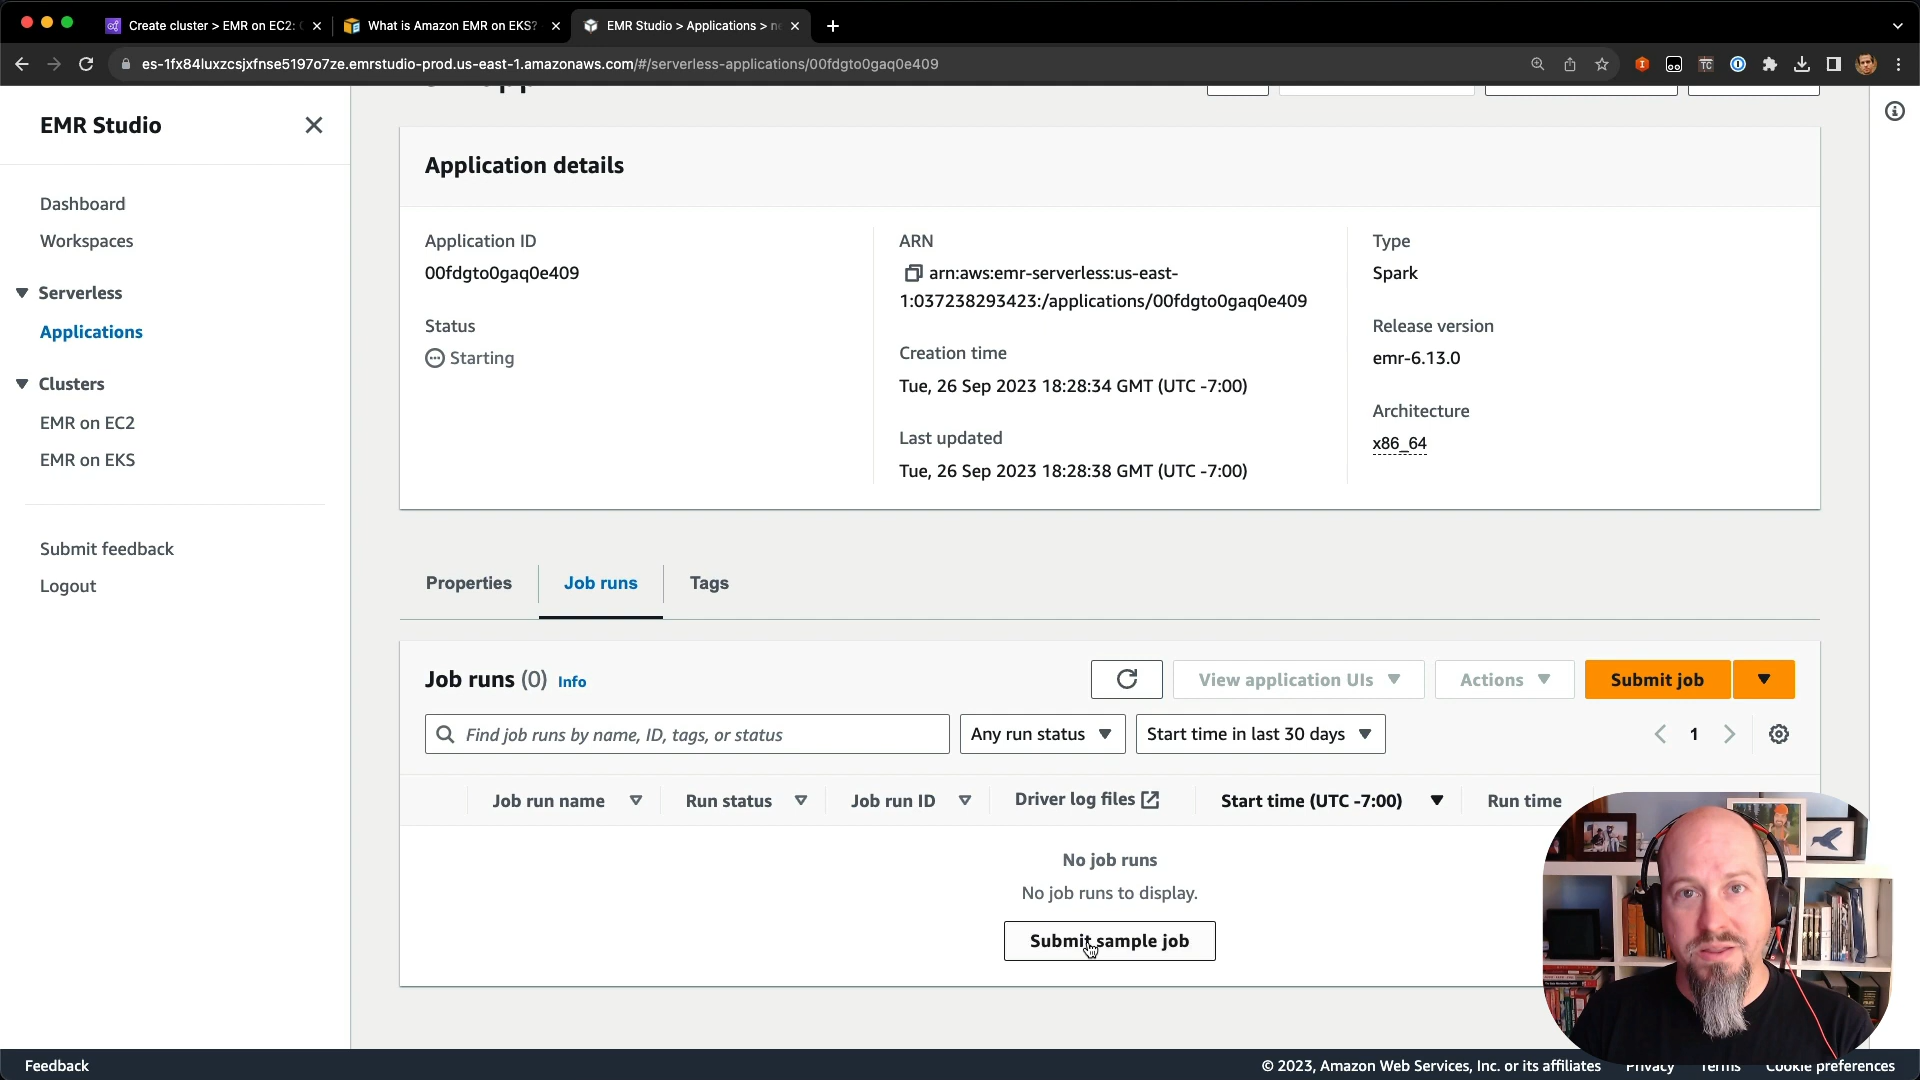 Create cluster > EMR on EC2:
What is Amazon EMR on EKS?
EMR Studio > Applications >
es-1fx84luxzcsjxfnse5197o7ze.emrstudio-prod.us-east-1.amazonaws.com/#/serverless-applications/00fdgto0gaq0e409
EMR Studio
Dashboard
Workspaces
Serverless
Applications
Clusters
EMR on EC2
EMR on EKS
Submit feedback
Logout
Application details
Application ID
00fdgto0gaq0e409
Status
Starting
ARN
arn:aws:emr-serverless:us-east-
1:037238293423:/applications/00fdgto0gaq0e409
Creation time
Tue, 26 Sep 2023 18:28:34 GMT (UTC -7:00)
Last updated
Tue, 26 Sep 2023 18:28:38 GMT (UTC -7:00)
Type
Spark
Release version
emr-6.13.0
Architecture
x86_64
Properties
Job runs
Tags
Job runs (0) Info
View application UIs
Actions
Submit job
Find job runs by name, ID, tags, or status
Any run status
Start time in last 30 days
1
Job run name
Run status
Job run ID
Driver log files
Start time (UTC -7:00)
Run time
No job runs
No job runs to display.
Submit sample job
Feedback
© 2023, Amazon Web Services, Inc. or its affiliates
Privacy
Terms
Cookie preferences